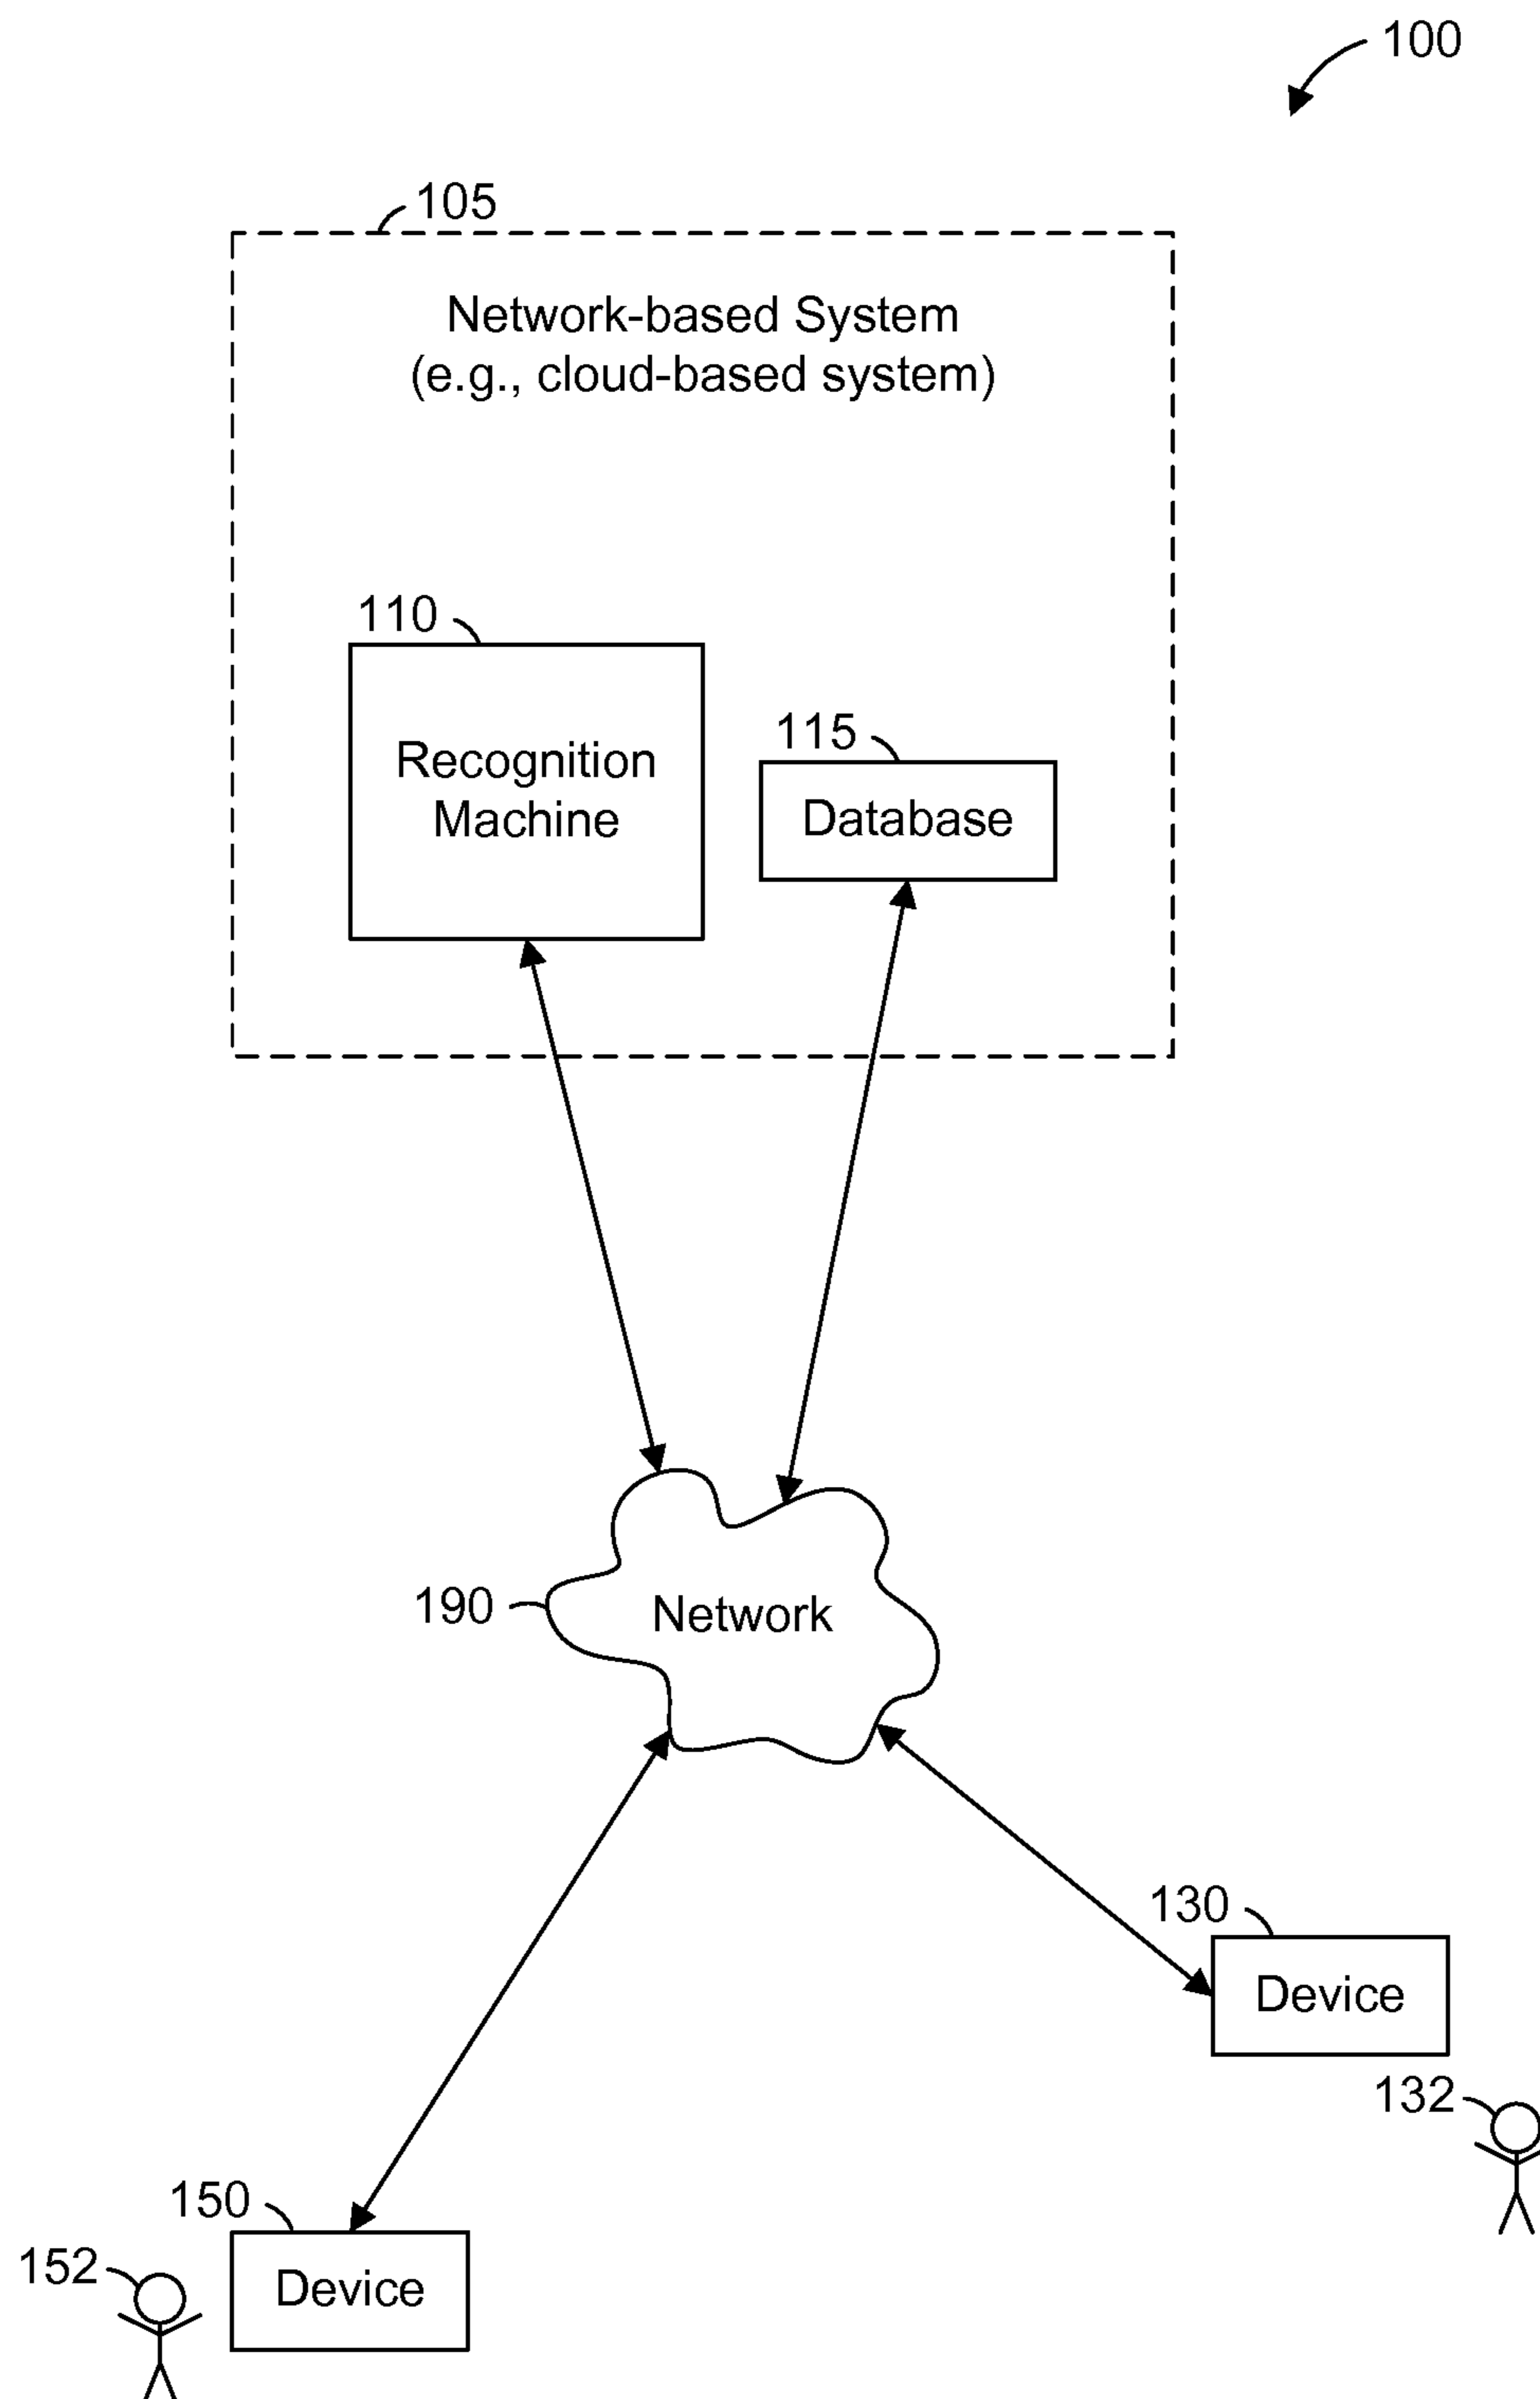 100
105
Network-based System
(e.g., cloud-based system)
110
Recognition
Machine
115
Database
190
Network
130
Device
132
150
Device
152